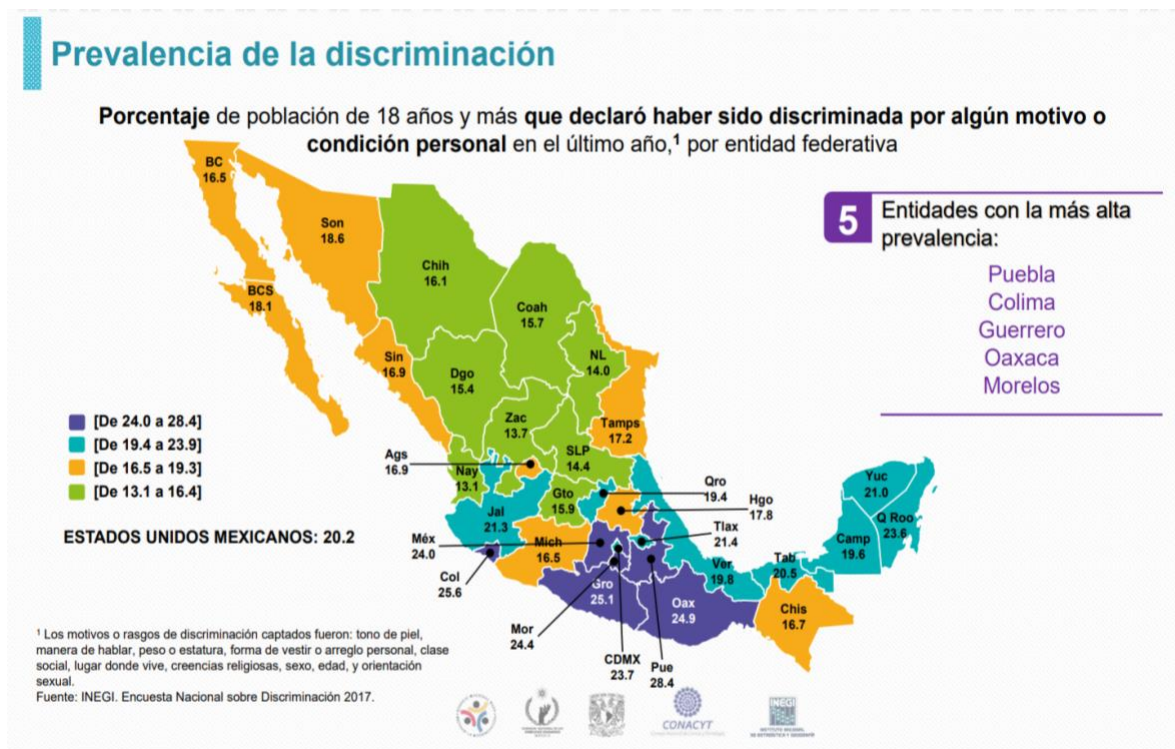 Prevalencia de la discriminación
Porcentaje de población de 18 años y más que declaró haber sido discriminada por algún motivo o
condición personal en el último año,¹ por entidad federativa
5
Entidades con la más alta
prevalencia:
Puebla
Colima
Guerrero
Oaxaca
Morelos
BC
16.5
Son
18.6
Chih
16.1
BCS
18.1
Coah
15.7
Sin
16.9
Dgo
15.4
NL
14.0
Zac
13.7
Tamps
17.2
SLP
14.4
Ags
16.9
Nay
13.1
Gto
15.9
Qro
19.4
Hgo
17.8
Tlax
21.4
Jal
21.3
Méx
24.0
Mich
16.5
Col
25.6
Gro
25.1
Mor
24.4
CDMX
23.7
Pue
28.4
Oax
24.9
Ver
19.8
Tab
20.5
Chis
16.7
Camp
19.6
Yuc
21.0
Q Roo
23.6
[De 24.0 a 28.4]
[De 19.4 a 23.9]
[De 16.5 a 19.3]
[De 13.1 a 16.4]
ESTADOS UNIDOS MEXICANOS: 20.2
¹ Los motivos o rasgos de discriminación captados fueron: tono de piel,
manera de hablar, peso o estatura, forma de vestir o arreglo personal, clase
social, lugar donde vive, creencias religiosas, sexo, edad, y orientación
sexual.
Fuente: INEGI. Encuesta Nacional sobre Discriminación 2017.
CONACYT
INEGI